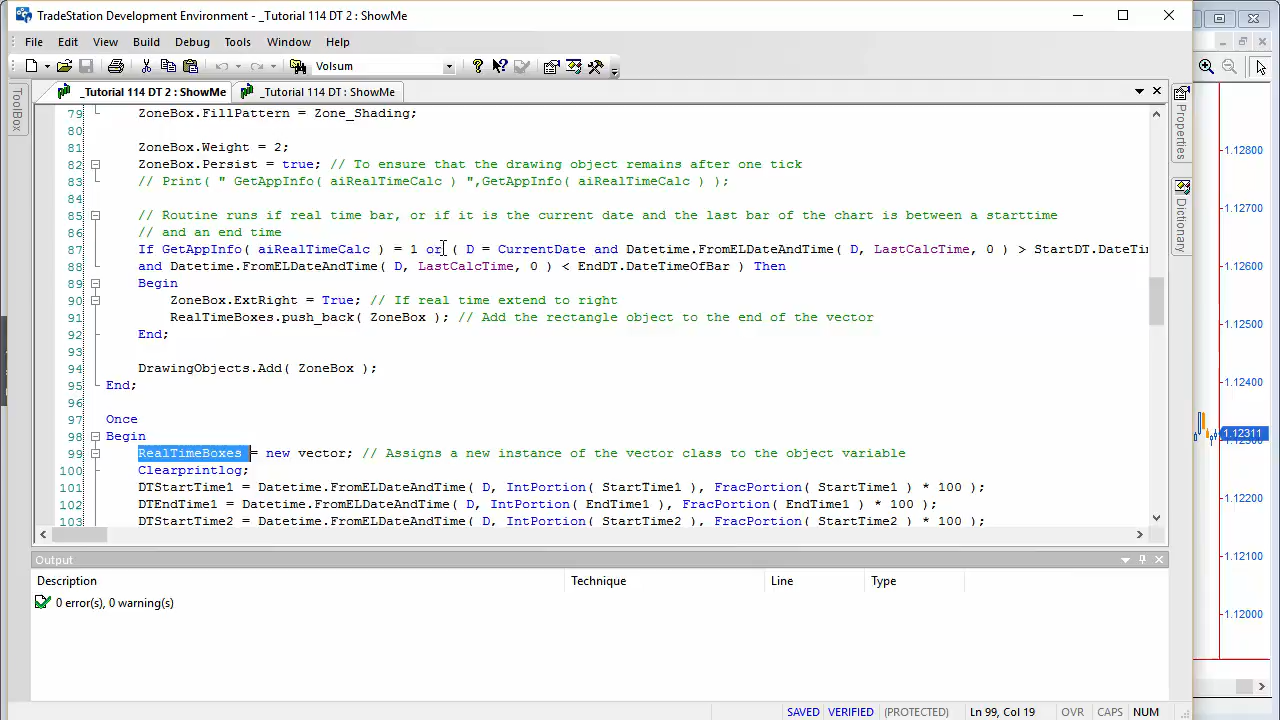 TradeStation Development Environment - _Tutorial 114 DT 2 : ShowMe
File Edit View Build Debug Tools Window Help
Volsum
_Tutorial 114 DT 2 : ShowMe _Tutorial 114 DT : ShowMe
ToolBox
Properties
Dictionary
79 ZoneBox.FillPattern = Zone_Shading;
80
81 ZoneBox.Weight = 2;
82 ZoneBox.Persist = true; // To ensure that the drawing object remains after one tick
83 // Print( " GetAppInfo( aiRealTimeCalc ) ",GetAppInfo( aiRealTimeCalc ) );
84
85 // Routine runs if real time bar, or if it is the current date and the last bar of the chart is between a starttime
86 // and an end time
87 If GetAppInfo( aiRealTimeCalc ) = 1 or ( D = CurrentDate and Datetime.FromELDateAndTime( D, LastCalcTime, 0 ) > StartDT.DateTim
88 and Datetime.FromELDateAndTime( D, LastCalcTime, 0 ) < EndDT.DateTimeOfBar ) Then
89 Begin
90 ZoneBox.ExtRight = True; // If real time extend to right
91 RealTimeBoxes.push_back( ZoneBox ); // Add the rectangle object to the end of the vector
92 End;
93
94 DrawingObjects.Add( ZoneBox );
95 End;
96
97 Once
98 Begin
99 RealTimeBoxes = new vector; // Assigns a new instance of the vector class to the object variable
100 Clearprintlog;
101 DTStartTime1 = Datetime.FromELDateAndTime( D, IntPortion( StartTime1 ), FracPortion( StartTime1 ) * 100 );
102 DTEndTime1 = Datetime.FromELDateAndTime( D, IntPortion( EndTime1 ), FracPortion( EndTime1 ) * 100 );
103 DTStartTime2 = Datetime.FromELDateAndTime( D, IntPortion( StartTime2 ), FracPortion( StartTime2 ) * 100 );
Output
Description Technique Line Type
0 error(s), 0 warning(s)
SAVED VERIFIED (PROTECTED) Ln 99, Col 19 OVR CAPS NUM
1.12800
1.12700
1.12600
1.12500
1.12400
1.12311
1.12200
1.12100
1.12000